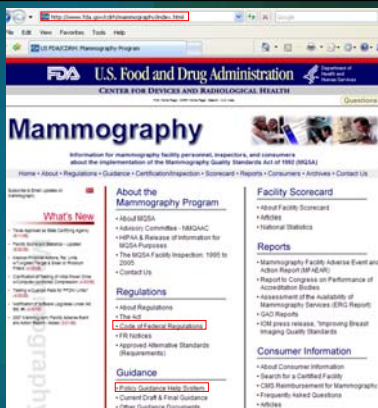 http://www.fda.gov/cdrh/mammography/index.html
File Edit View Favorites Tools Help
US FDA/CDRH: Mammography Program
FDA U.S. Food and Drug Administration
Department of
Health and
Human Services
CENTER FOR DEVICES AND RADIOLOGICAL HEALTH
Questions
Mammography
Information for mammography facility personnel, inspectors, and consumers
about the implementation of the Mammography Quality Standards Act of 1992 (MQSA)
Home • About • Regulations • Guidance • Certification/Inspection • Scorecard • Reports • Consumers • Archives • Contact Us
What's New
About the
Mammography Program
• About MQSA
• Advisory Committee - NMQAAC
• HIPAA & Release of Information for
MQSA Purposes
• The MQSA Facility Inspection: 1995 to
2005
• Contact Us
Regulations
• About Regulations
• The Act
• Code of Federal Regulations
• FR Notices
• Approved Alternative Standards
(Requirements)
Guidance
• Policy Guidance Help System
• Current Draft & Final Guidance
• Other Guidance Documents
Facility Scorecard
• About Facility Scorecard
• Articles
• National Statistics
Reports
• Mammography Facility Adverse Event and
Action Report (MFAEAR)
• Report to Congress on Performance of
Accreditation Bodies
• Assessment of the Availability of
Mammography Services (ERG Report)
• GAO Reports
• IOM press release, "Improving Breast
Imaging Quality Standards
Consumer Information
• About Consumer Information
• Search for a Certified Facility
• CMS Reimbursement for Mammography
• Frequently Asked Questions
• Articles